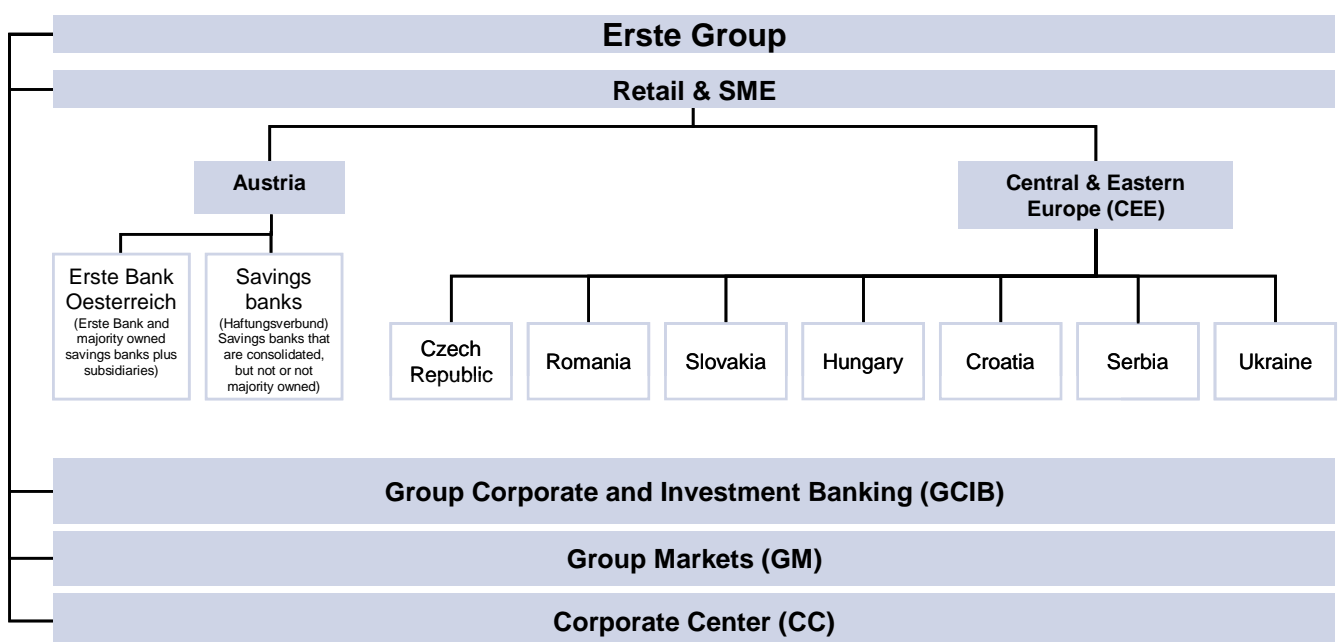 Erste Group
Retail & SME
Austria
Central & Eastern
Europe (CEE)
Erste Bank
Oesterreich
(Erste Bank and
majority owned
savings banks plus
subsidiaries)
Savings
banks
(Haftungsverbund)
Savings banks that
are consolidated,
but not or not
majority owned)
Czech
Republic
Romania
Slovakia
Hungary
Croatia
Serbia
Ukraine
Group Corporate and Investment Banking (GCIB)
Group Markets (GM)
Corporate Center (CC)